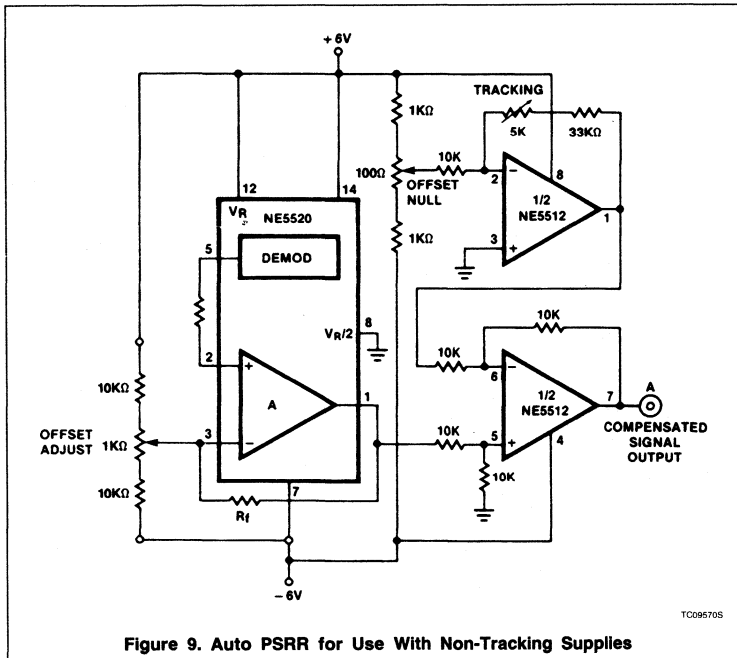 +6V
TRACKING
1KΩ
5K
33KΩ
10K
100Ω
OFFSET
NULL
2
−
8
1/2
NE5512
1
3
+
1KΩ
12
14
VR
NE5520
5
DEMOD
8
VR/2
2
+
A
1
3
−
10KΩ
OFFSET
ADJUST
1KΩ
10KΩ
Rf
7
−6V
10K
10K
6
−
1/2
NE5512
7
A
COMPENSATED
SIGNAL
OUTPUT
10K
5
+
4
10K
TC09570S
Figure 9. Auto PSRR for Use With Non-Tracking Supplies